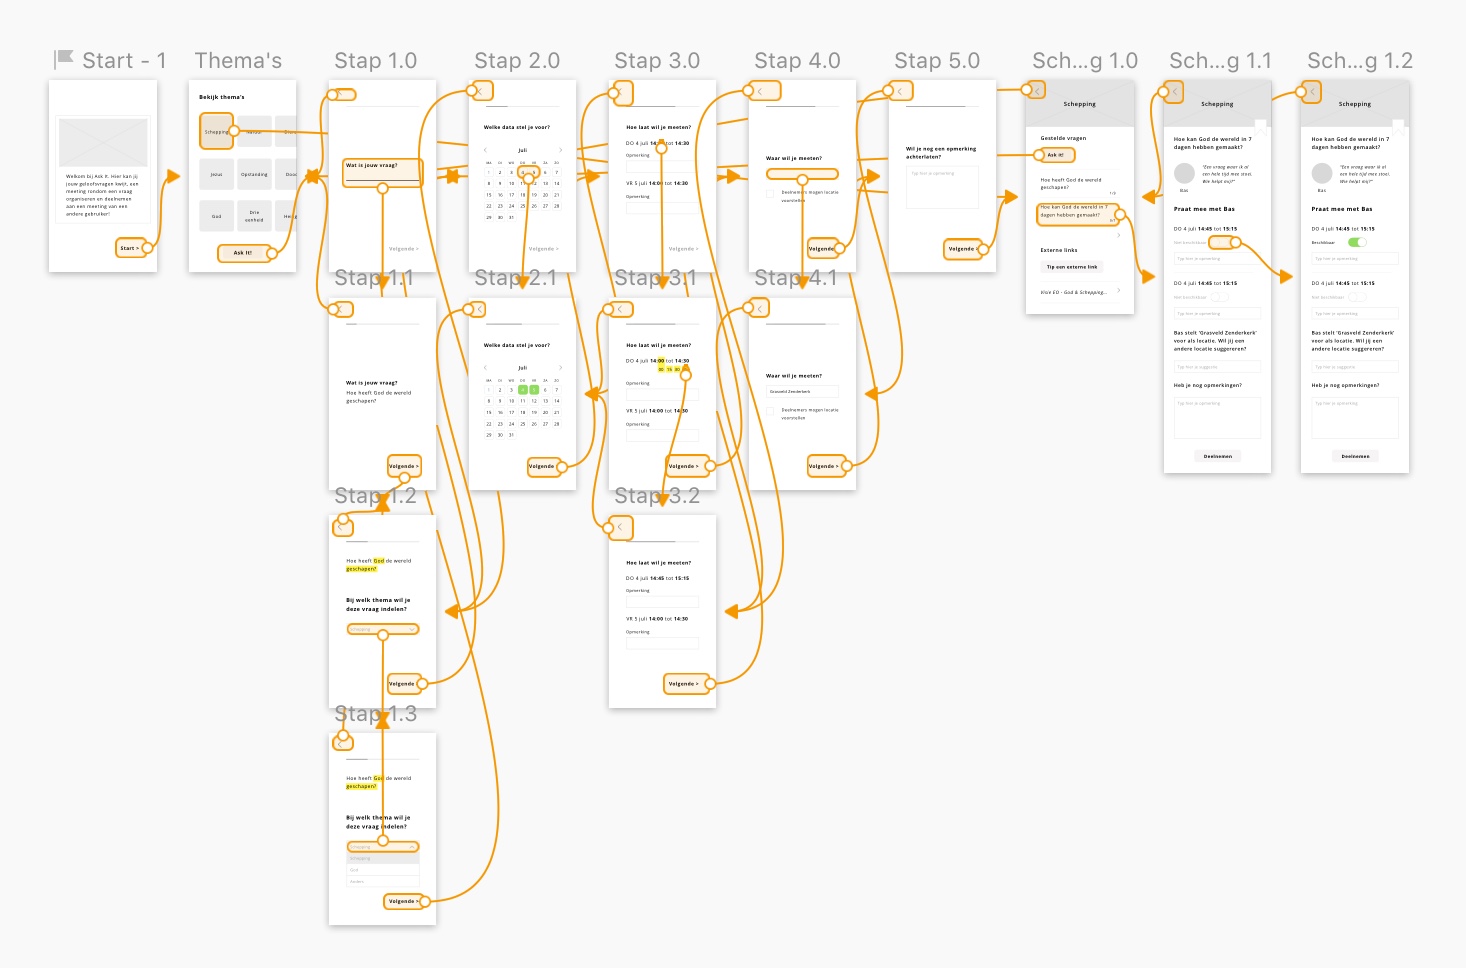 Start - 1
Welkom bij Ask It. Hier kan jij
jouw geloofsvragen kwijt, een
meeting rondom een vraag
organiseren en deelnemen
aan een meeting van een
andere gebruiker!
Start >
Thema's
Bekijk thema's
Schepping
Jezus
Opstanding
God
Drie
eenheid
Ask It!
Stap 1.0
Wat is jouw vraag?
Stap 2.0
Welke data stel je voor?
Juli
MA DI WO DO VR ZA ZO
1 2 3 4 5 6 7
8 9 10 11 12 13 14
15 16 17 18 19 20 21
22 23 24 25 26 27 28
29 30 31
Volgende >
Stap 3.0
Hoe laat wil je meeten?
DO 4 juli 14:00 tot 14:30
Opmerking
VR 5 juli 14:00 tot 14:30
Opmerking
Volgende >
Stap 4.0
Waar wil je meeten?
Deelnemers mogen locatie
voorstellen
Volgende
Stap 5.0
Wil je nog een opmerking
achterlaten?
Typ hier je opmerking
Volgende
Sch...g 1.0
Schepping
Gestelde vragen
Ask it!
Hoe heeft God de wereld
geschapen?
Hoe kan God de wereld in 7
dagen hebben gemaakt?
Externe links
Tip een externe link
Visie EO - God & Schepping...
Sch...g 1.1
Schepping
Hoe kan God de wereld in 7
dagen hebben gemaakt?
"Een vraag waar ik al
een hele tijd mee stoei.
Wie helpt mij?"
Bas
Praat mee met Bas
DO 4 juli 14:45 tot 15:15
Niet beschikbaar
Typ hier je opmerking
DO 4 juli 14:45 tot 15:15
Niet beschikbaar
Typ hier je opmerking
Bas stelt 'Grasveld Zenderkerk'
voor als locatie. Wil jij een
andere locatie suggereren?
Typ hier je suggestie
Heb je nog opmerkingen?
Typ hier je opmerking
Deelnemen
Sch...g 1.2
Schepping
Hoe kan God de wereld in 7
dagen hebben gemaakt?
"Een vraag waar ik al
een hele tijd mee stoei.
Wie helpt mij?"
Bas
Praat mee met Bas
DO 4 juli 14:45 tot 15:15
Beschikbaar
Typ hier je opmerking
DO 4 juli 14:45 tot 15:15
Niet beschikbaar
Typ hier je opmerking
Bas stelt 'Grasveld Zenderkerk'
voor als locatie. Wil jij een
andere locatie suggereren?
Typ hier je suggestie
Heb je nog opmerkingen?
Typ hier je opmerking
Deelnemen
Stap 1.1
Wat is jouw vraag?
Hoe heeft God de wereld
geschapen?
Volgende >
Stap 2.1
Welke data stel je voor?
Juli
MA DI WO DO VR ZA ZO
1 2 3 4 5 6 7
8 9 10 11 12 13 14
15 16 17 18 19 20 21
22 23 24 25 26 27 28
29 30 31
Volgende
Stap 3.1
Hoe laat wil je meeten?
DO 4 juli 14:00 tot 14:30
00 15 30
Opmerking
VR 5 juli 14:00 tot 14:30
Opmerking
Volgende >
Stap 4.1
Waar wil je meeten?
Grasveld Zenderkerk
Deelnemers mogen locatie
voorstellen
Volgende >
Stap 1.2
Hoe heeft God de wereld
geschapen?
Bij welk thema wil je
deze vraag indelen?
Schepping
Volgende >
Stap 3.2
Hoe laat wil je meeten?
DO 4 juli 14:45 tot 15:15
Opmerking
VR 5 juli 14:00 tot 14:30
Opmerking
Volgende >
Stap 1.3
Hoe heeft God de wereld
geschapen?
Bij welk thema wil je
deze vraag indelen?
Schepping
Schepping
God
Anders
Volgende >